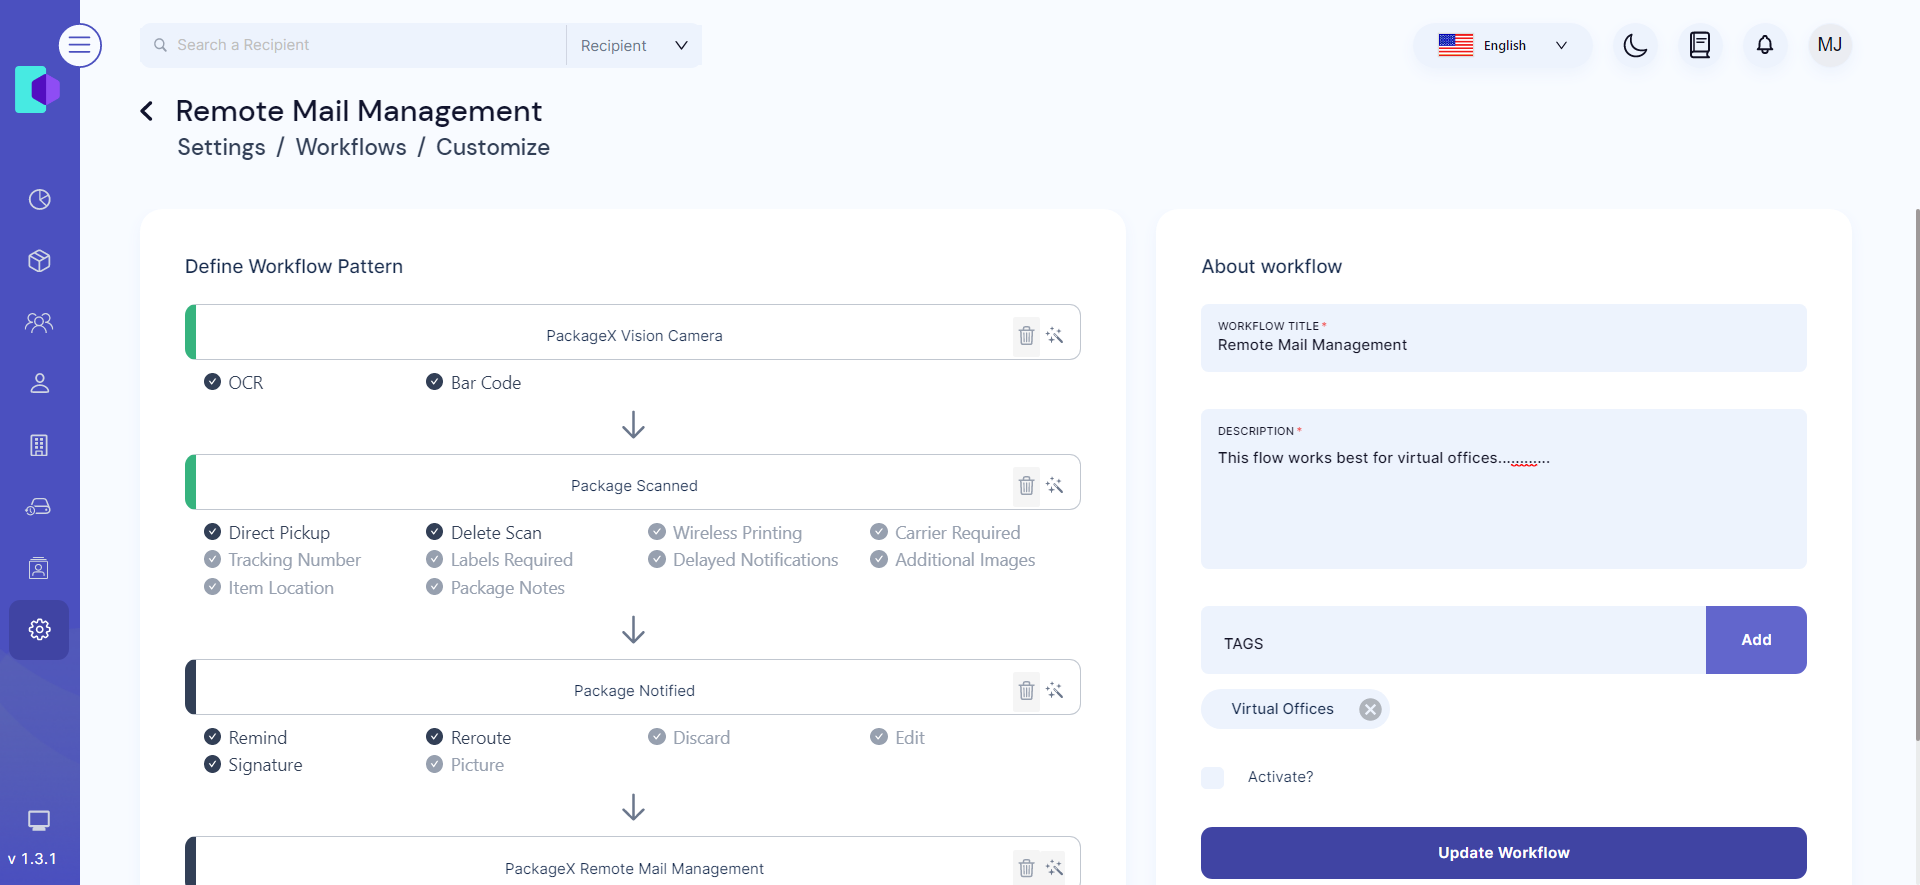 Search a Recipient
Recipient
English
MJ
Remote Mail Management
Settings / Workflows / Customize
Define Workflow Pattern
PackageX Vision Camera
OCR
Bar Code
Package Scanned
Direct Pickup
Delete Scan
Wireless Printing
Carrier Required
Tracking Number
Labels Required
Delayed Notifications
Additional Images
Item Location
Package Notes
Package Notified
Remind
Reroute
Discard
Edit
Signature
Picture
PackageX Remote Mail Management
About workflow
WORKFLOW TITLE *
Remote Mail Management
DESCRIPTION *
This flow works best for virtual offices............
TAGS
Add
Virtual Offices
Activate?
Update Workflow
v 1.3.1